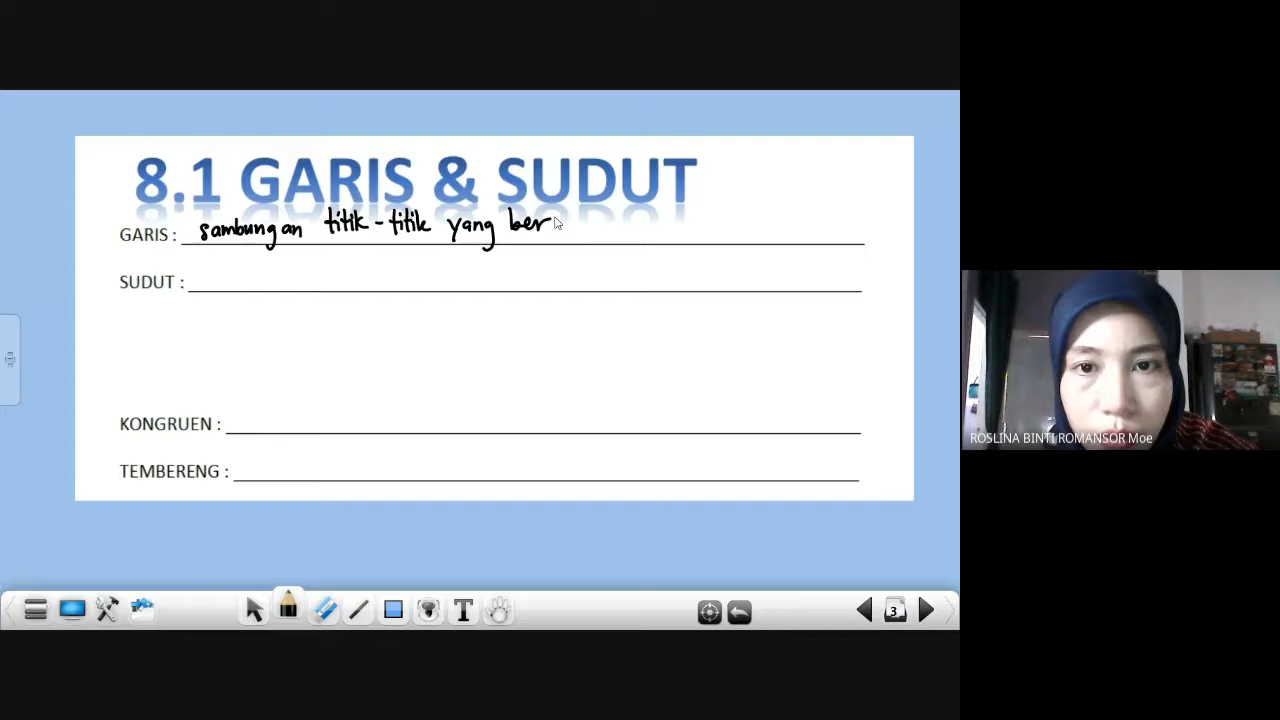 8.1 GARIS & SUDUT
GARIS : sambungan titik-titik yang ber
SUDUT :
KONGRUEN :
TEMBERENG :
ROSLINA BINTI ROMANSOR Moe
T
3